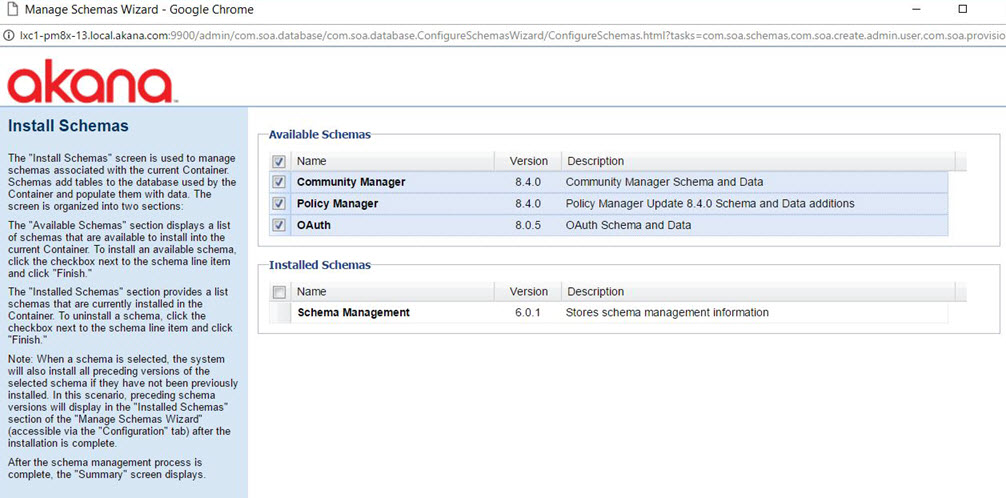 Manage Schemas Wizard - Google Chrome
lxc1-pm8x-13.local.akana.com:9900/admin/com.soa.database/com.soa.database.ConfigureSchemasWizard/ConfigureSchemas.html?tasks=com.soa.schemas.com.soa.create.admin.user.com.soa.provisio
akana
Install Schemas
The "Install Schemas" screen is used to manage
schemas associated with the current Container.
Schemas add tables to the database used by the
Container and populate them with data. The
screen is organized into two sections:
The "Available Schemas" section displays a list
of schemas that are available to install into the
current Container. To install an available schema,
click the checkbox next to the schema line item
and click "Finish."
The "Installed Schemas" section provides a list
schemas that are currently installed in the
Container. To uninstall a schema, click the
checkbox next to the schema line item and click
"Finish."
Note: When a schema is selected, the system
will also install all preceding versions of the
selected schema if they have not been previously
installed. In this scenario, preceding schema
versions will display in the "Installed Schemas"
section of the "Manage Schemas Wizard"
(accessible via the "Configuration" tab) after the
installation is complete.
After the schema management process is
complete, the "Summary" screen displays.
Available Schemas
Name Version Description
Community Manager 8.4.0 Community Manager Schema and Data
Policy Manager 8.4.0 Policy Manager Update 8.4.0 Schema and Data additions
OAuth 8.0.5 OAuth Schema and Data
Installed Schemas
Name Version Description
Schema Management 6.0.1 Stores schema management information